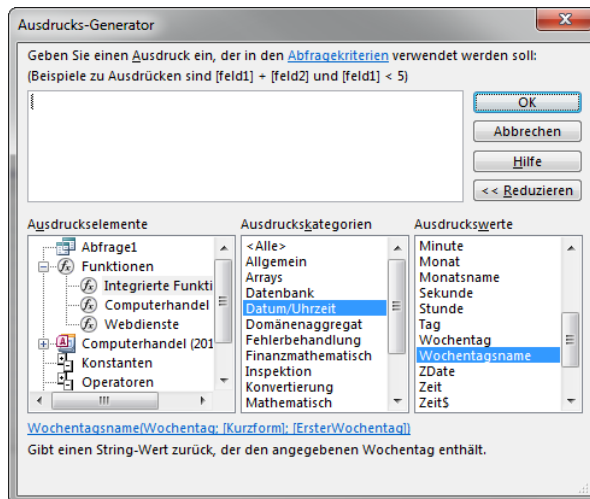 Ausdrucks-Generator
Geben Sie einen Ausdruck ein, der in den Abfragekriterien verwendet werden soll:
(Beispiele zu Ausdrücken sind [feld1] + [feld2] und [feld1] < 5)
OK
Abbrechen
Hilfe
<< Reduzieren
Ausdruckselemente
Abfrage1
Funktionen
Integrierte Funkti
Computerhandel
Webdienste
Computerhandel (201
Konstanten
Operatoren
Ausdruckskategorien
<Alle>
Allgemein
Arrays
Datenbank
Datum/Uhrzeit
Domänenaggregat
Fehlerbehandlung
Finanzmathematisch
Inspektion
Konvertierung
Mathematisch
Ausdruckswerte
Minute
Monat
Monatsname
Sekunde
Stunde
Tag
Wochentag
Wochentagsname
ZDate
Zeit
Zeit$
Wochentagsname(Wochentag; [Kurzform]; [ErsterWochentag])
Gibt einen String-Wert zurück, der den angegebenen Wochentag enthält.